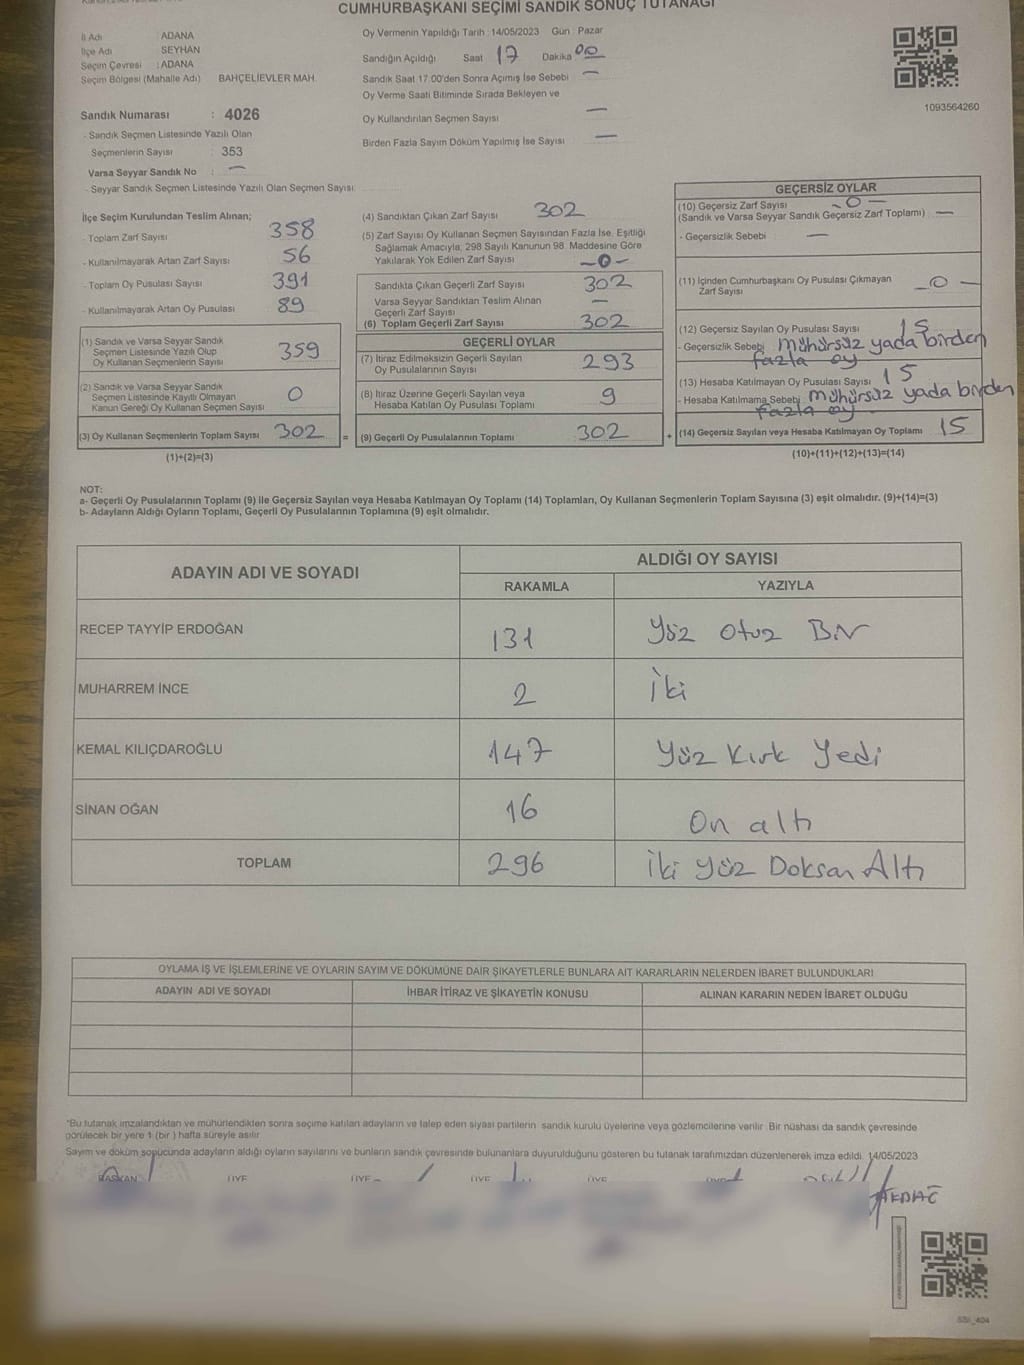 CUMHURBAŞKANI SEÇİMİ SANDIK SONUÇ TUTANAĞI
İl Adı : ADANA
İlçe Adı : SEYHAN
Seçim Çevresi : ADANA
Seçim Bölgesi (Mahalle Adı) BAHÇELİEVLER MAH.
Sandık Numarası : 4026
- Sandık Seçmen Listesinde Yazılı Olan
Seçmenlerin Sayısı : 353
Varsa Seyyar Sandık No : —
- Seyyar Sandık Seçmen Listesinde Yazılı Olan Seçmen Sayısı:
Oy Vermenin Yapıldığı Tarih : 14/05/2023 Gün : Pazar
Sandığın Açıldığı Saat 17 Dakika 00
Sandık Saat 17:00'den Sonra Açımış İse Sebebi —
Oy Verme Saati Bitiminde Sırada Bekleyen ve
Oy Kullandırılan Seçmen Sayısı —
Birden Fazla Sayım Döküm Yapılmış İse Sayısı —
1093564260
İlçe Seçim Kurulundan Teslim Alınan;
- Toplam Zarf Sayısı 358
- Kullanılmayarak Artan Zarf Sayısı 56
- Toplam Oy Pusulası Sayısı 391
- Kullanılmayarak Artan Oy Pusulası 89
(1) Sandık ve Varsa Seyyar Sandık
Seçmen Listesinde Yazılı Olup
Oy Kullanan Seçmenlerin Sayısı 359
(2) Sandık ve Varsa Seyyar Sandık
Seçmen Listesinde Kayıtlı Olmayan
Kanun Gereği Oy Kullanan Seçmen Sayısı 0
(3) Oy Kullanan Seçmenlerin Toplam Sayısı 302 =
(1)+(2)=(3)
(4) Sandıktan Çıkan Zarf Sayısı 302
(5) Zarf Sayısı Oy Kullanan Seçmen Sayısından Fazla İse, Eşitliği
Sağlamak Amacıyla, 298 Sayılı Kanunun 98. Maddesine Göre
Yakılarak Yok Edilen Zarf Sayısı —0—
Sandıkta Çıkan Geçerli Zarf Sayısı 302
Varsa Seyyar Sandıktan Teslim Alınan
Geçerli Zarf Sayısı —
(6) Toplam Geçerli Zarf Sayısı 302
GEÇERLİ OYLAR
(7) İtiraz Edilmeksizin Geçerli Sayılan
Oy Pusulalarının Sayısı 293
(8) İtiraz Üzerine Geçerli Sayılan veya
Hesaba Katılan Oy Pusulası Toplamı 9
(9) Geçerli Oy Pusulalarının Toplamı 302 +
GEÇERSİZ OYLAR
(10) Geçersiz Zarf Sayısı —0—
(Sandık ve Varsa Seyyar Sandık Geçersiz Zarf Toplamı) —
- Geçersizlik Sebebi —
(11) İçinden Cumhurbaşkanı Oy Pusulası Çıkmayan
Zarf Sayısı —0—
(12) Geçersiz Sayılan Oy Pusulası Sayısı 15
- Geçersizlik Sebebi mühürsüz yada birden
fazla oy
(13) Hesaba Katılmayan Oy Pusulası Sayısı 15
- Hesaba Katılmama Sebebi mühürsüz yada birden
fazla oy
(14) Geçersiz Sayılan veya Hesaba Katılmayan Oy Toplamı 15
(10)+(11)+(12)+(13)=(14)
NOT:
a- Geçerli Oy Pusulalarının Toplamı (9) ile Geçersiz Sayılan veya Hesaba Katılmayan Oy Toplamı (14) Toplamları, Oy Kullanan Seçmenlerin Toplam Sayısına (3) eşit olmalıdır. (9)+(14)=(3)
b- Adayların Aldığı Oyların Toplamı, Geçerli Oy Pusulalarının Toplamına (9) eşit olmalıdır.
ADAYIN ADI VE SOYADI
ALDIĞI OY SAYISI
RAKAMLA YAZIYLA
RECEP TAYYİP ERDOĞAN 131 Yüz Otuz Bir
MUHARREM İNCE 2 İki
KEMAL KILIÇDAROĞLU 147 Yüz Kırk Yedi
SİNAN OĞAN 16 On altı
TOPLAM 296 İki Yüz Doksan Altı
OYLAMA İŞ VE İŞLEMLERİNE VE OYLARIN SAYIM VE DÖKÜMÜNE DAİR ŞİKAYETLERLE BUNLARA AİT KARARLARIN NELERDEN İBARET BULUNDUKLARI
ADAYIN ADI VE SOYADI İHBAR İTİRAZ VE ŞİKAYETİN KONUSU ALINAN KARARIN NEDEN İBARET OLDUĞU
"Bu tutanak imzalandıktan ve mühürlendikten sonra seçime katılan adayların ve talep eden siyasi partilerin sandık kurulu üyelerine veya gözlemcilerine verilir. Bir nüshası da sandık çevresinde
görülecek bir yere 1 (bir ) hafta süreyle asılır.
Sayım ve döküm sonucunda adayların aldığı oyların sayılarını ve bunların sandık çevresinde bulunanlara duyurulduğunu gösteren bu tutanak tarafımızdan düzenlenerek imza edildi. 14/05/2023
BAŞKAN ÜYE ÜYE ÜYE ÜYE ÜYE